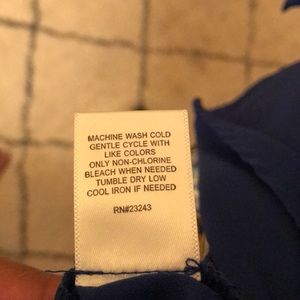 MACHINE WASH COLD
GENTLE CYCLE WITH
LIKE COLORS
ONLY NON-CHLORINE
BLEACH WHEN NEEDED
TUMBLE DRY LOW
COOL IRON IF NEEDED
RN#23243